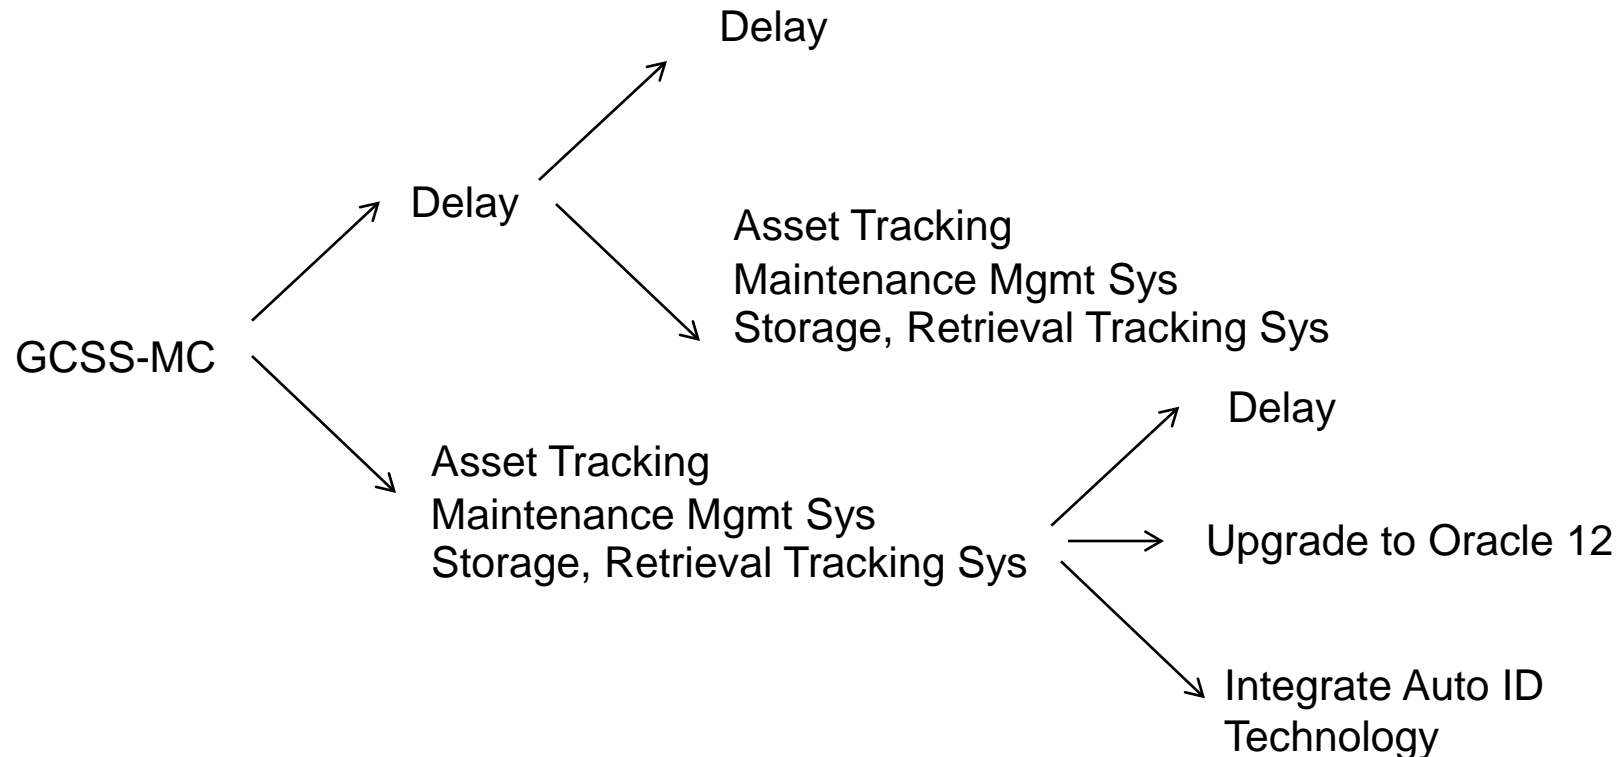 Delay
Delay
Asset Tracking
Maintenance Mgmt Sys
Storage, Retrieval Tracking Sys
GCSS-MC
Delay
Asset Tracking
Maintenance Mgmt Sys
Storage, Retrieval Tracking Sys
Upgrade to Oracle 12
Integrate Auto ID
Technology